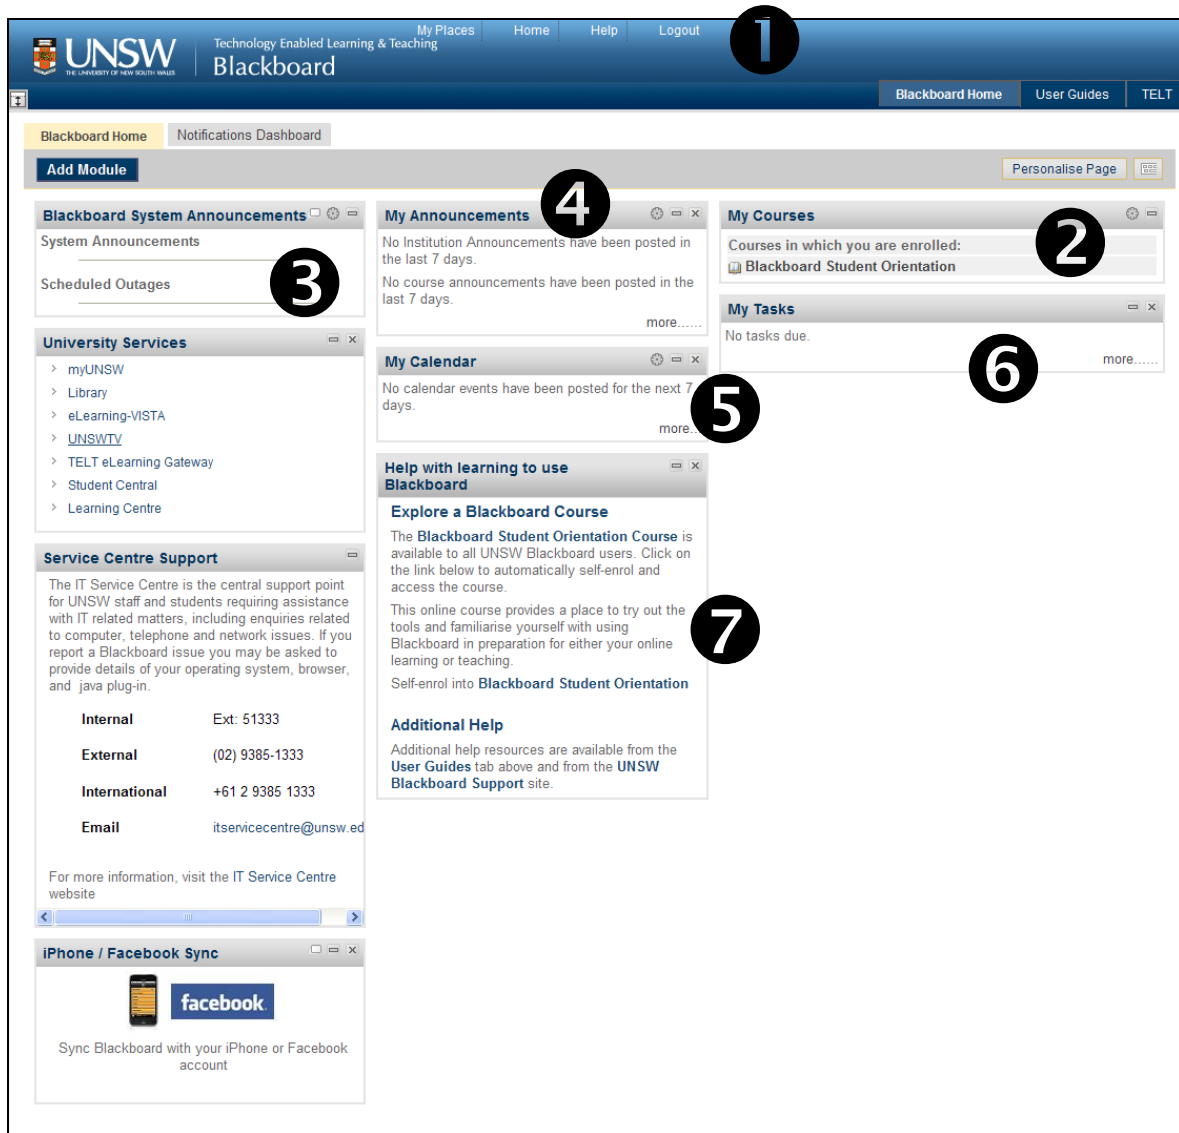 My Places Home Help Logout
1
UNSW
THE UNIVERSITY OF NEW SOUTH WALES
Technology Enabled Learning & Teaching
Blackboard
Blackboard Home User Guides TELT
Blackboard Home Notifications Dashboard
Add Module
Personalise Page
Blackboard System Announcements
System Announcements
Scheduled Outages
3
University Services
myUNSW
Library
eLearning-VISTA
UNSWTV
TELT eLearning Gateway
Student Central
Learning Centre
Service Centre Support
The IT Service Centre is the central support point
for UNSW staff and students requiring assistance
with IT related matters, including enquiries related
to computer, telephone and network issues. If you
report a Blackboard issue you may be asked to
provide details of your operating system, browser,
and java plug-in.
Internal Ext: 51333
External (02) 9385-1333
International +61 2 9385 1333
Email itservicecentre@unsw.ed
For more information, visit the IT Service Centre
website
iPhone / Facebook Sync
facebook
Sync Blackboard with your iPhone or Facebook
account
My Announcements
4
No Institution Announcements have been posted in
the last 7 days.
No course announcements have been posted in the
last 7 days.
more......
My Calendar
No calendar events have been posted for the next 7
days.
more...
5
Help with learning to use
Blackboard
Explore a Blackboard Course
The Blackboard Student Orientation Course is
available to all UNSW Blackboard users. Click on
the link below to automatically self-enrol and
access the course.
This online course provides a place to try out the
tools and familiarise yourself with using
Blackboard in preparation for either your online
learning or teaching.
7
Self-enrol into Blackboard Student Orientation
Additional Help
Additional help resources are available from the
User Guides tab above and from the UNSW
Blackboard Support site.
My Courses
2
Courses in which you are enrolled:
Blackboard Student Orientation
My Tasks
No tasks due.
more......
6